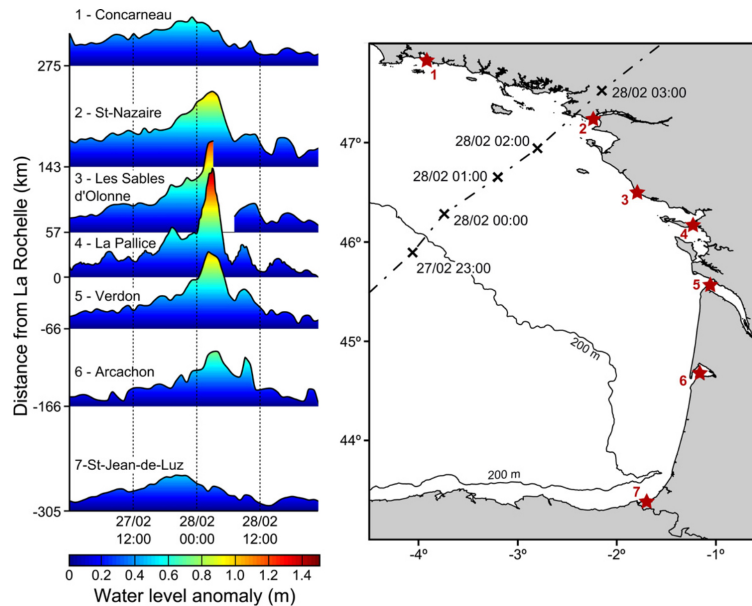 1 - Concarneau
275
2 - St-Nazaire
143
3 - Les Sables
d'Olonne
57
4 - La Pallice
0
5 - Verdon
-66
6 - Arcachon
-166
7-St-Jean-de-Luz
-305
Distance from La Rochelle (km)
27/02
12:00
28/02
00:00
28/02
12:00
0 0.2 0.4 0.6 0.8 1.0 1.2 1.4
Water level anomaly (m)
47°
46°
45°
44°
-4° -3° -2° -1°
1
28/02 03:00
2
28/02 02:00
28/02 01:00
3
28/02 00:00
4
27/02 23:00
5
200 m
6
200 m
7